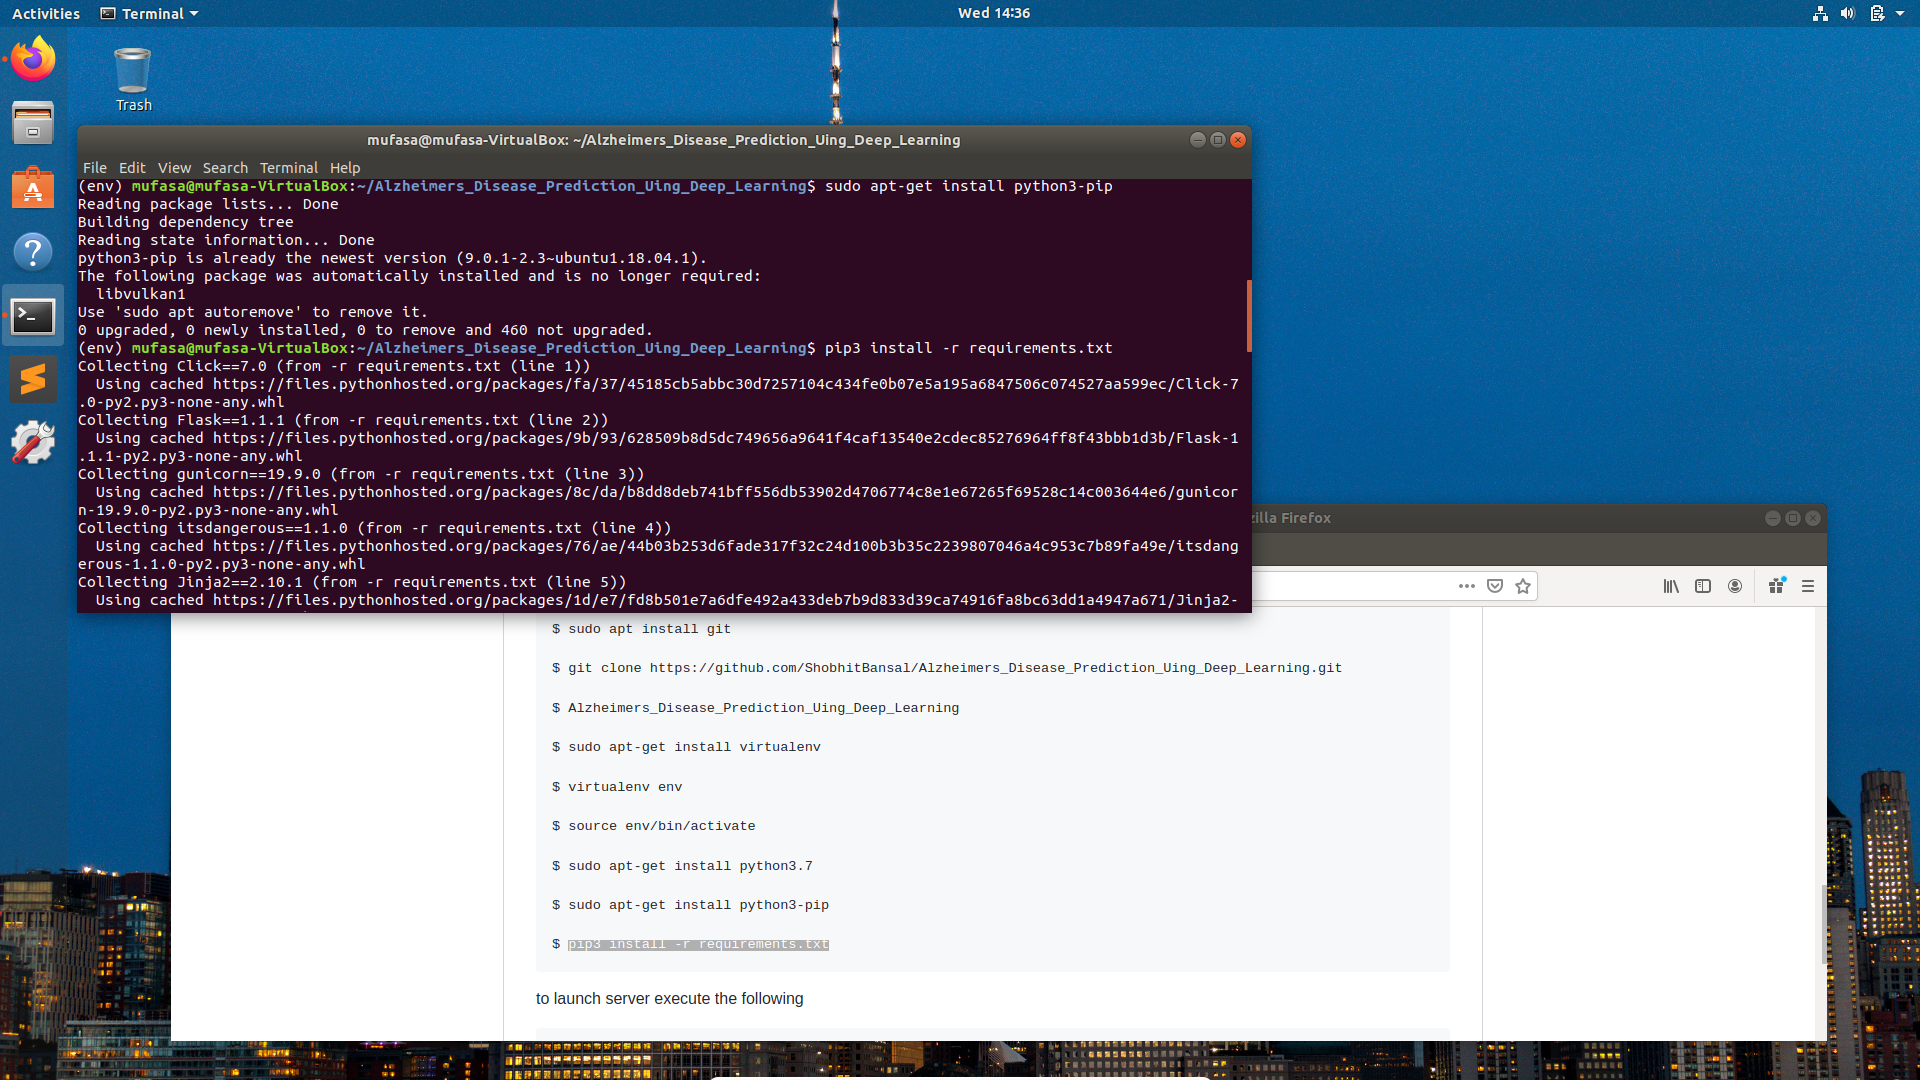 Activities
Terminal
Wed 14:36
Trash
mufasa@mufasa-VirtualBox: ~/Alzheimers_Disease_Prediction_Uing_Deep_Learning
File Edit View Search Terminal Help
(env) mufasa@mufasa-VirtualBox:~/Alzheimers_Disease_Prediction_Uing_Deep_Learning$ sudo apt-get install python3-pip
Reading package lists... Done
Building dependency tree
Reading state information... Done
python3-pip is already the newest version (9.0.1-2.3~ubuntu1.18.04.1).
The following package was automatically installed and is no longer required:
libvulkan1
Use 'sudo apt autoremove' to remove it.
0 upgraded, 0 newly installed, 0 to remove and 460 not upgraded.
(env) mufasa@mufasa-VirtualBox:~/Alzheimers_Disease_Prediction_Uing_Deep_Learning$ pip3 install -r requirements.txt
Collecting Click==7.0 (from -r requirements.txt (line 1))
Using cached https://files.pythonhosted.org/packages/fa/37/45185cb5abbc30d7257104c434fe0b07e5a195a6847506c074527aa599ec/Click-7
.0-py2.py3-none-any.whl
Collecting Flask==1.1.1 (from -r requirements.txt (line 2))
Using cached https://files.pythonhosted.org/packages/9b/93/628509b8d5dc749656a9641f4caf13540e2cdec85276964ff8f43bbb1d3b/Flask-1
.1.1-py2.py3-none-any.whl
Collecting gunicorn==19.9.0 (from -r requirements.txt (line 3))
Using cached https://files.pythonhosted.org/packages/8c/da/b8dd8deb741bff556db53902d4706774c8e1e67265f69528c14c003644e6/gunicor
n-19.9.0-py2.py3-none-any.whl
Collecting itsdangerous==1.1.0 (from -r requirements.txt (line 4))
Using cached https://files.pythonhosted.org/packages/76/ae/44b03b253d6fade317f32c24d100b3b35c2239807046a4c953c7b89fa49e/itsdang
erous-1.1.0-py2.py3-none-any.whl
Collecting Jinja2==2.10.1 (from -r requirements.txt (line 5))
Using cached https://files.pythonhosted.org/packages/1d/e7/fd8b501e7a6dfe492a433deb7b9d833d39ca74916fa8bc63dd1a4947a671/Jinja2-
zilla Firefox
$ sudo apt install git
$ git clone https://github.com/ShobhitBansal/Alzheimers_Disease_Prediction_Uing_Deep_Learning.git
$ Alzheimers_Disease_Prediction_Uing_Deep_Learning
$ sudo apt-get install virtualenv
$ virtualenv env
$ source env/bin/activate
$ sudo apt-get install python3.7
$ sudo apt-get install python3-pip
$ pip3 install -r requirements.txt
to launch server execute the following